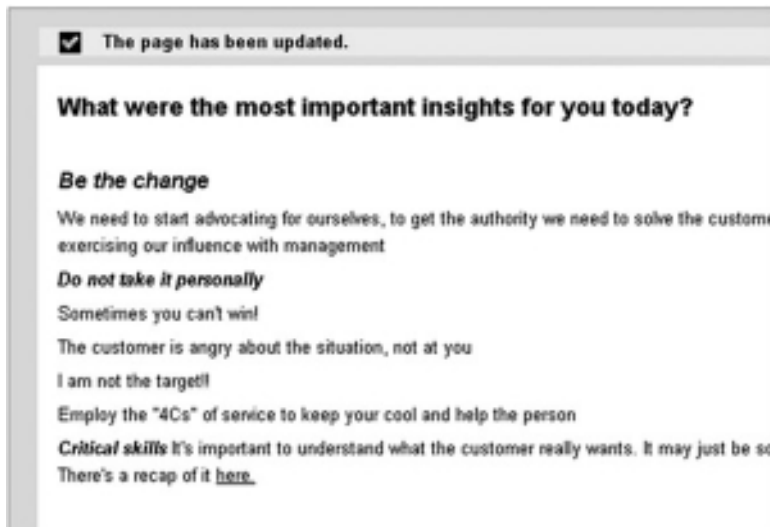 The page has been updated.
What were the most important insights for you today?
Be the change
We need to start advocating for ourselves, to get the authority we need to solve the custome
exercising our influence with management
Do not take it personally
Sometimes you can't win!
The customer is angry about the situation, not at you
I am not the target!!
Employ the "4Cs" of service to keep your cool and help the person
Critical skills It's important to understand what the customer really wants. It may just be so
There's a recap of it here.